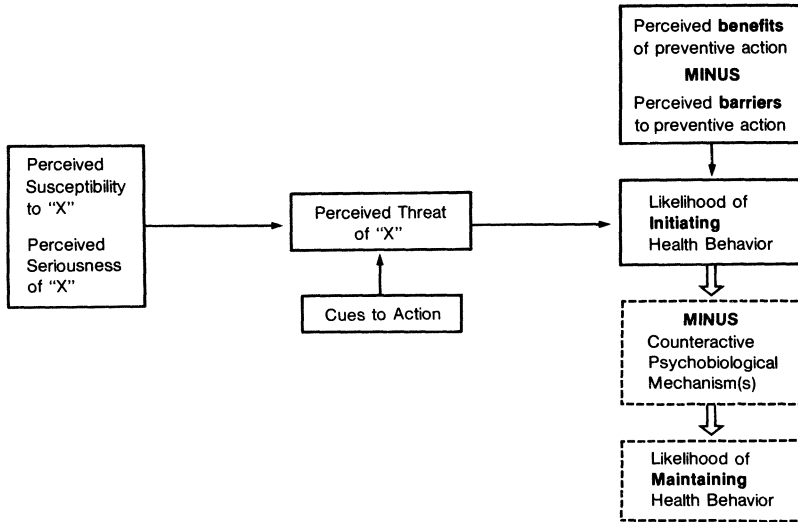 Perceived benefits
of preventive action
MINUS
Perceived barriers
to preventive action
Perceived
Susceptibility
to “X”
Perceived
Seriousness
of “X”
Perceived Threat
of “X”
Cues to Action
Likelihood of
Initiating
Health Behavior
MINUS
Counteractive
Psychobiological
Mechanism(s)
Likelihood of
Maintaining
Health Behavior